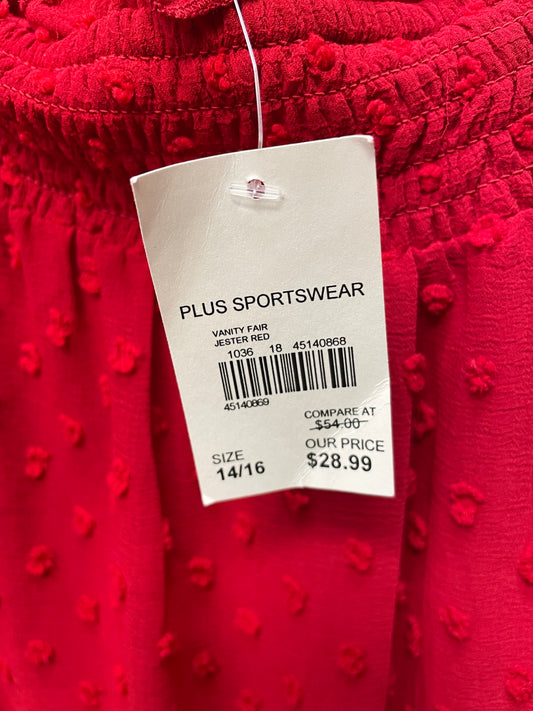 PLUS SPORTSWEAR
VANITY FAIR
JESTER RED
1036 18 45140868
45140869
COMPARE AT
$54.00
SIZE
14/16
OUR PRICE
$28.99